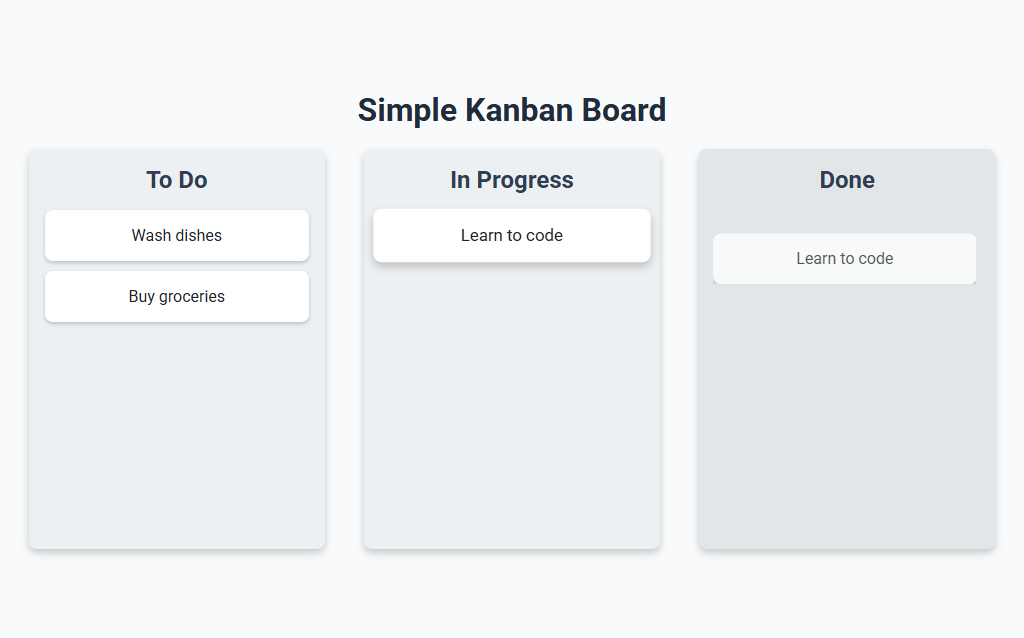 Simple Kanban Board
To Do
Wash dishes
Buy groceries
In Progress
Learn to code
Done
Learn to code